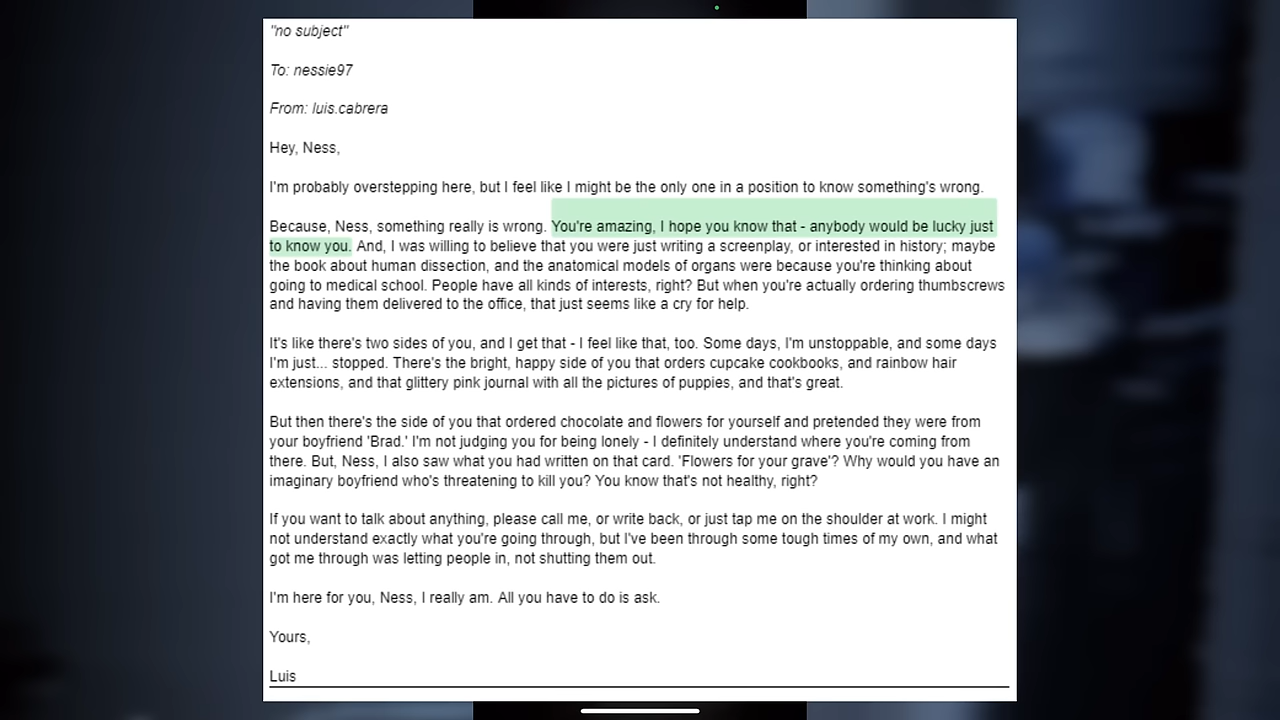 "no subject"
To: nessie97
From: luis.cabrera
Hey, Ness,
I'm probably overstepping here, but I feel like I might be the only one in a position to know something's wrong.
Because, Ness, something really is wrong. You're amazing, I hope you know that - anybody would be lucky just
to know you. And, I was willing to believe that you were just writing a screenplay, or interested in history; maybe
the book about human dissection, and the anatomical models of organs were because you're thinking about
going to medical school. People have all kinds of interests, right? But when you're actually ordering thumbscrews
and having them delivered to the office, that just seems like a cry for help.
It's like there's two sides of you, and I get that - I feel like that, too. Some days, I'm unstoppable, and some days
I'm just... stopped. There's the bright, happy side of you that orders cupcake cookbooks, and rainbow hair
extensions, and that glittery pink journal with all the pictures of puppies, and that's great.
But then there's the side of you that ordered chocolate and flowers for yourself and pretended they were from
your boyfriend 'Brad.' I'm not judging you for being lonely - I definitely understand where you're coming from
there. But, Ness, I also saw what you had written on that card. 'Flowers for your grave'? Why would you have an
imaginary boyfriend who's threatening to kill you? You know that's not healthy, right?
If you want to talk about anything, please call me, or write back, or just tap me on the shoulder at work. I might
not understand exactly what you're going through, but I've been through some tough times of my own, and what
got me through was letting people in, not shutting them out.
I'm here for you, Ness, I really am. All you have to do is ask.
Yours,
Luis